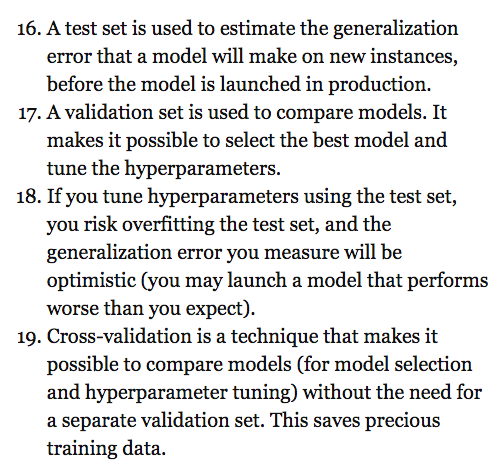 16. A test set is used to estimate the generalization
error that a model will make on new instances,
before the model is launched in production.
17. A validation set is used to compare models. It
makes it possible to select the best model and
tune the hyperparameters.
18. If you tune hyperparameters using the test set,
you risk overfitting the test set, and the
generalization error you measure will be
optimistic (you may launch a model that performs
worse than you expect).
19. Cross-validation is a technique that makes it
possible to compare models (for model selection
and hyperparameter tuning) without the need for
a separate validation set. This saves precious
training data.